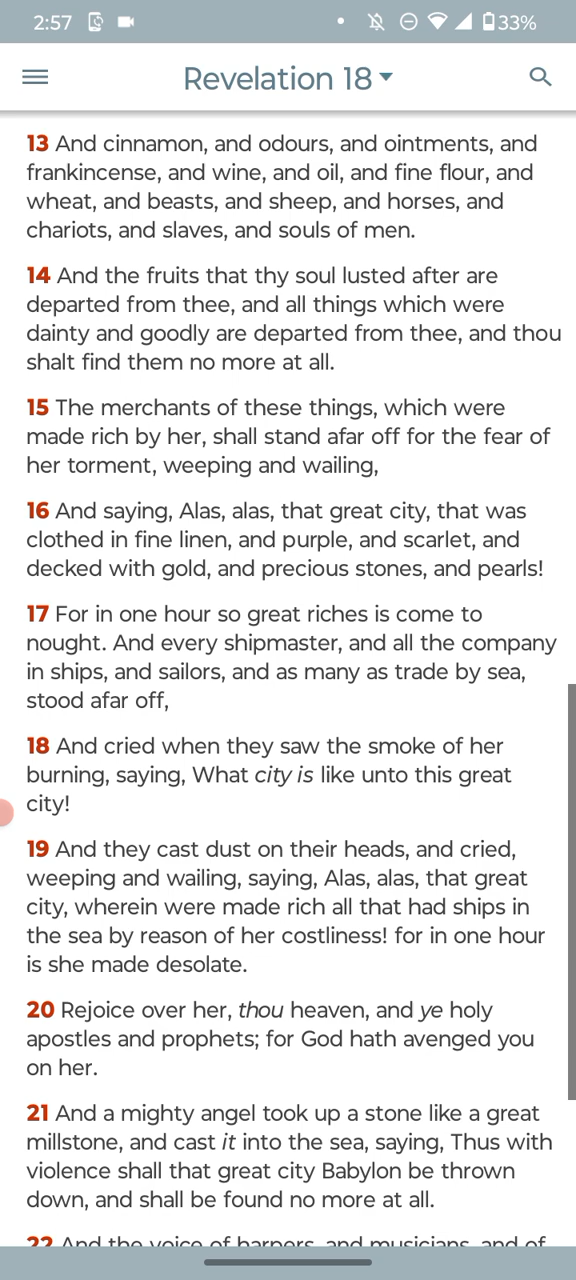 2:57
33%
Revelation 18
13 And cinnamon, and odours, and ointments, and
frankincense, and wine, and oil, and fine flour, and
wheat, and beasts, and sheep, and horses, and
chariots, and slaves, and souls of men.
14 And the fruits that thy soul lusted after are
departed from thee, and all things which were
dainty and goodly are departed from thee, and thou
shalt find them no more at all.
15 The merchants of these things, which were
made rich by her, shall stand afar off for the fear of
her torment, weeping and wailing,
16 And saying, Alas, alas, that great city, that was
clothed in fine linen, and purple, and scarlet, and
decked with gold, and precious stones, and pearls!
17 For in one hour so great riches is come to
nought. And every shipmaster, and all the company
in ships, and sailors, and as many as trade by sea,
stood afar off,
18 And cried when they saw the smoke of her
burning, saying, What city is like unto this great
city!
19 And they cast dust on their heads, and cried,
weeping and wailing, saying, Alas, alas, that great
city, wherein were made rich all that had ships in
the sea by reason of her costliness! for in one hour
is she made desolate.
20 Rejoice over her, thou heaven, and ye holy
apostles and prophets; for God hath avenged you
on her.
21 And a mighty angel took up a stone like a great
millstone, and cast it into the sea, saying, Thus with
violence shall that great city Babylon be thrown
down, and shall be found no more at all.
22 And the voice of harpers, and musicians, and of